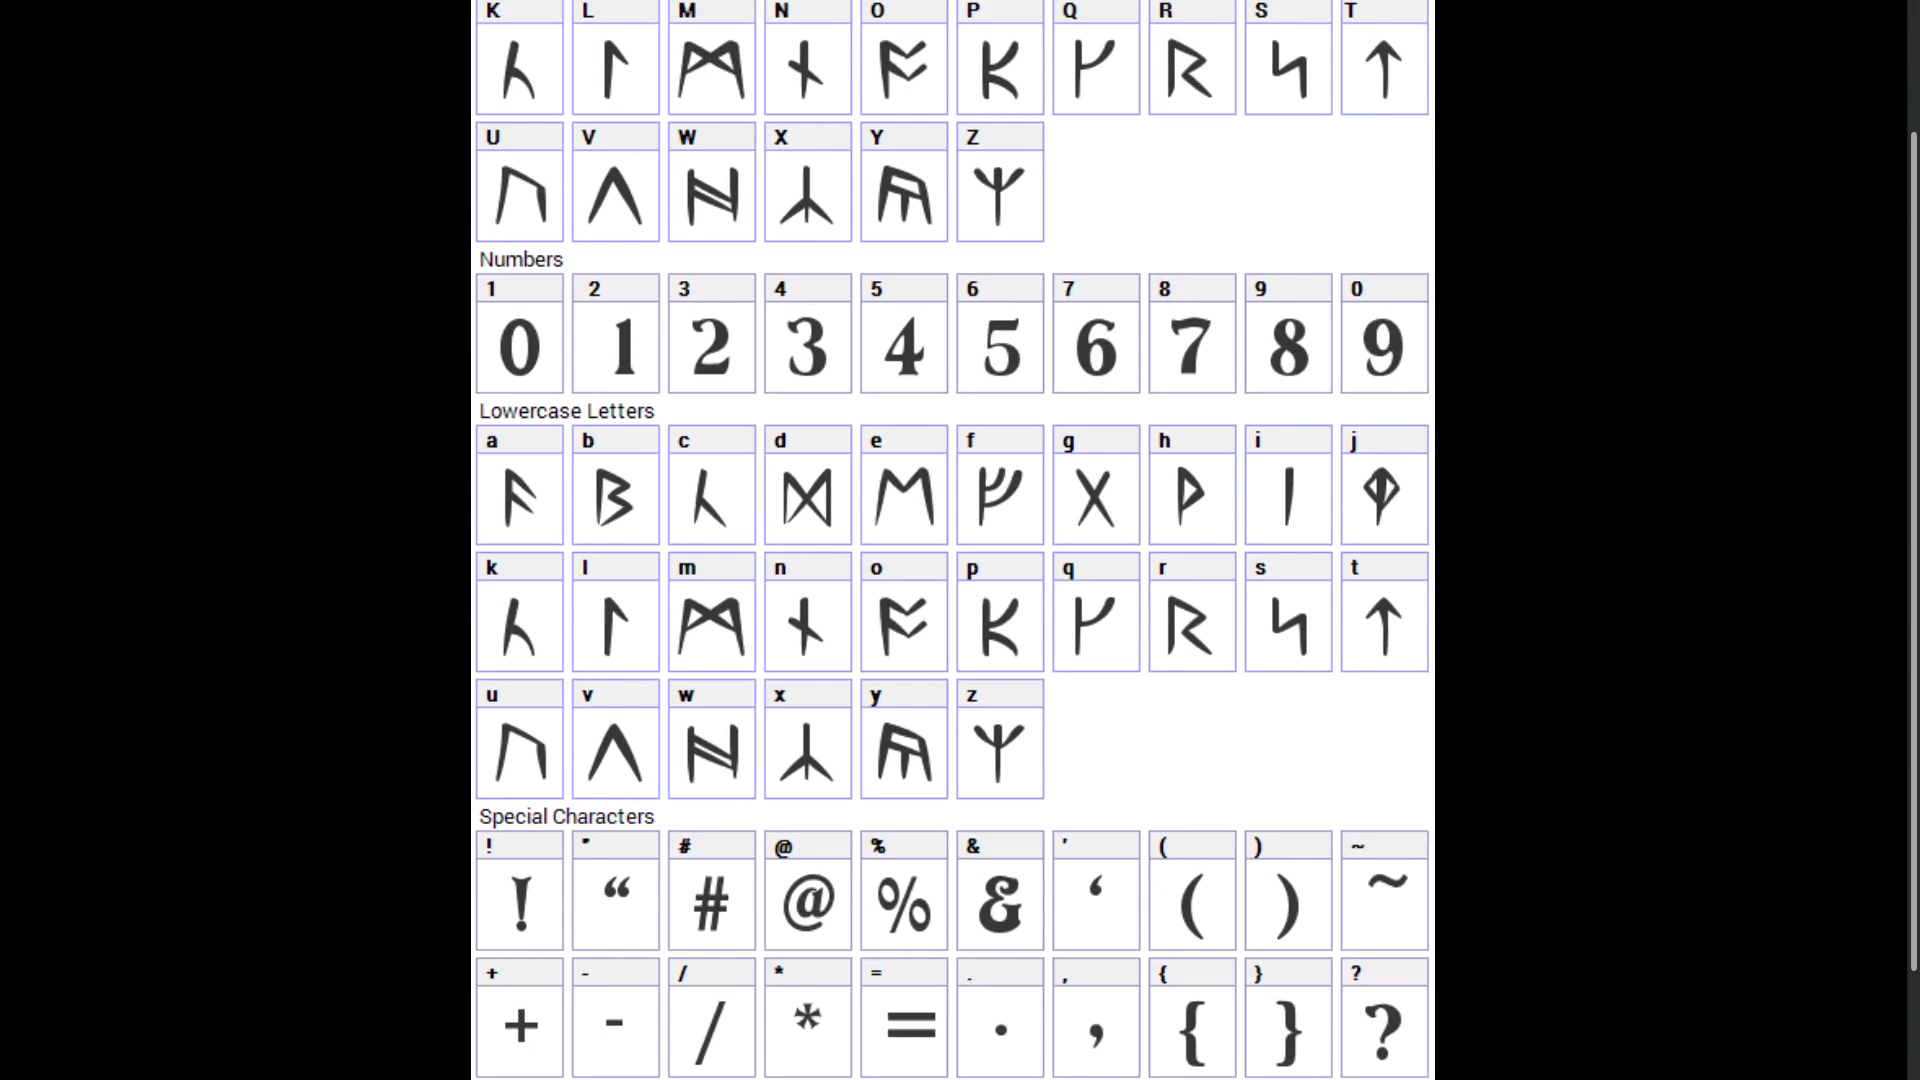 K L M N O P Q R S T
ᚳ ᛚ ᛗ ᚾ ᚩ ᛕ ᚴ ᚱ ᛋ ᛏ
U V W X Y Z
ᚢ ᛉ
Numbers
1 2 3 4 5 6 7 8 9 0
0 1 2 3 4 5 6 7 8 9
Lowercase Letters
a b c d e f g h i j
ᚨ ᛒ ᚳ ᛞ ᛖ ᚠ ᚷ ᚦ ᛁ
k l m n o p q r s t
ᚳ ᛚ ᛗ ᚾ ᚩ ᛕ ᚴ ᚱ ᛋ ᛏ
u v w x y z
ᚢ ᛉ
Special Characters
! " # @ % & ' ( ) ~
! “ # @ % & ‘ ( ) ~
+ - / * = . , { } ?
+ - / * = . , { } ?